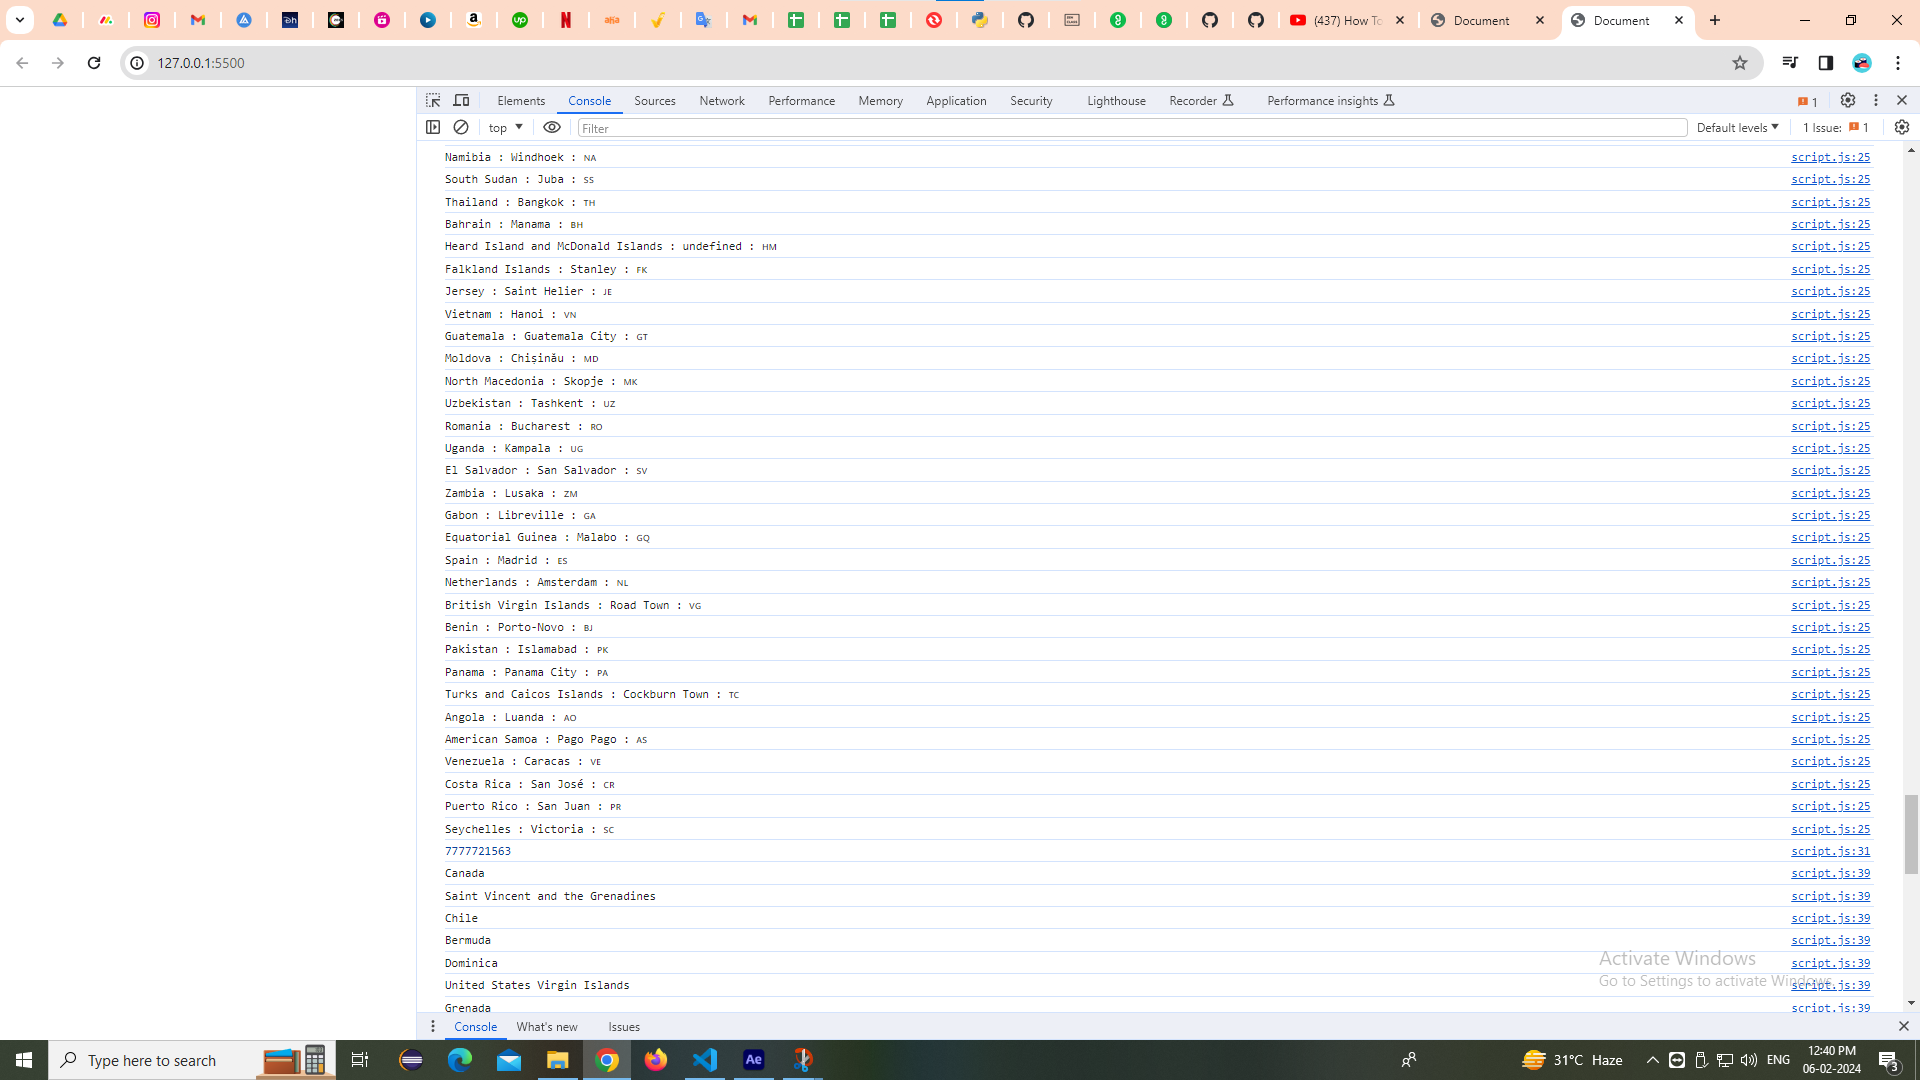 (437) How To
Document
Document
127.0.0.1:5500
Elements Console Sources Network Performance Memory Application Security Lighthouse Recorder Performance insights 1
top Filter Default levels 1 Issue: 1
Namibia : Windhoek : NA script.js:25
South Sudan : Juba : SS script.js:25
Thailand : Bangkok : TH script.js:25
Bahrain : Manama : BH script.js:25
Heard Island and McDonald Islands : undefined : HM script.js:25
Falkland Islands : Stanley : FK script.js:25
Jersey : Saint Helier : JE script.js:25
Vietnam : Hanoi : VN script.js:25
Guatemala : Guatemala City : GT script.js:25
Moldova : Chișinău : MD script.js:25
North Macedonia : Skopje : MK script.js:25
Uzbekistan : Tashkent : UZ script.js:25
Romania : Bucharest : RO script.js:25
Uganda : Kampala : UG script.js:25
El Salvador : San Salvador : SV script.js:25
Zambia : Lusaka : ZM script.js:25
Gabon : Libreville : GA script.js:25
Equatorial Guinea : Malabo : GQ script.js:25
Spain : Madrid : ES script.js:25
Netherlands : Amsterdam : NL script.js:25
British Virgin Islands : Road Town : VG script.js:25
Benin : Porto-Novo : BJ script.js:25
Pakistan : Islamabad : PK script.js:25
Panama : Panama City : PA script.js:25
Turks and Caicos Islands : Cockburn Town : TC script.js:25
Angola : Luanda : AO script.js:25
American Samoa : Pago Pago : AS script.js:25
Venezuela : Caracas : VE script.js:25
Costa Rica : San José : CR script.js:25
Puerto Rico : San Juan : PR script.js:25
Seychelles : Victoria : SC script.js:25
7777721563 script.js:31
Canada script.js:39
Saint Vincent and the Grenadines script.js:39
Chile script.js:39
Bermuda script.js:39
Dominica script.js:39
United States Virgin Islands script.js:39
Grenada script.js:39
Activate Windows
Go to Settings to activate Windows.
Console What's new Issues
Type here to search
Ae
31°C Haze
ENG
12:40 PM
06-02-2024
3